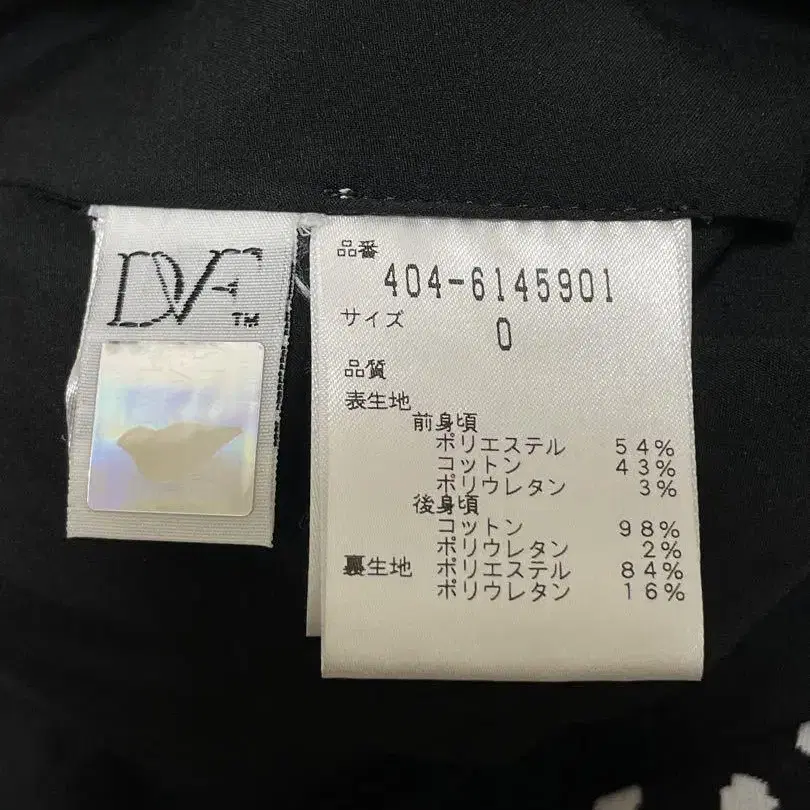 DVF
TM
品番
404-6145901
サイズ 0
品質
表生地
前身頃
ポリエステル 54%
コットン 43%
ポリウレタン 3%
後身頃
コットン 98%
ポリウレタン 2%
裏生地 ポリエステル 84%
ポリウレタン 16%